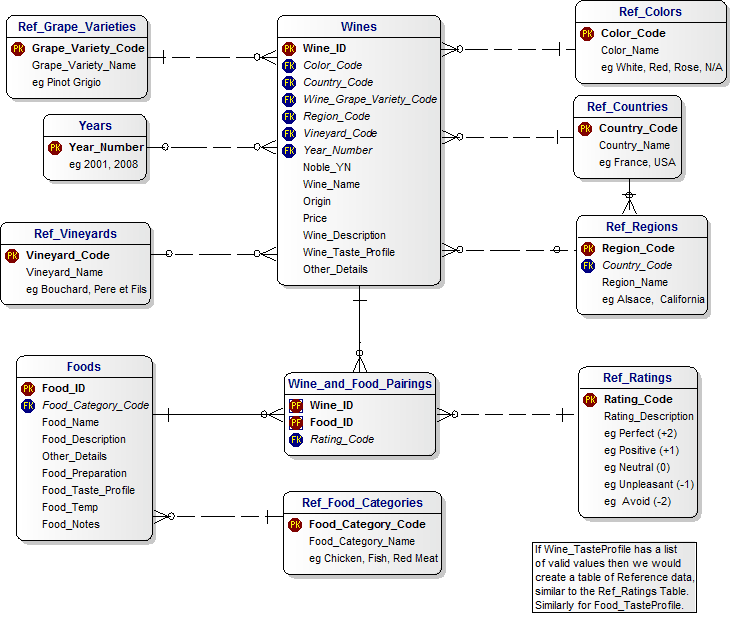 Ref_Grape_Varieties
PK Grape_Variety_Code
Grape_Variety_Name
eg Pinot Grigio
Years
PK Year_Number
eg 2001, 2008
Ref_Vineyards
PK Vineyard_Code
Vineyard_Name
eg Bouchard, Pere et Fils
Wines
PK Wine_ID
FK Color_Code
FK Country_Code
FK Wine_Grape_Variety_Code
FK Region_Code
FK Vineyard_Code
FK Year_Number
Noble_YN
Wine_Name
Origin
Price
Wine_Description
Wine_Taste_Profile
Other_Details
Ref_Colors
PK Color_Code
Color_Name
eg White, Red, Rose, N/A
Ref_Countries
PK Country_Code
Country_Name
eg France, USA
Ref_Regions
PK Region_Code
FK Country_Code
Region_Name
eg Alsace, California
Foods
PK Food_ID
FK Food_Category_Code
Food_Name
Food_Description
Other_Details
Food_Preparation
Food_Taste_Profile
Food_Temp
Food_Notes
Wine_and_Food_Pairings
PF Wine_ID
PF Food_ID
FK Rating_Code
Ref_Ratings
PK Rating_Code
Rating_Description
eg Perfect (+2)
eg Positive (+1)
eg Neutral (0)
eg Unpleasant (-1)
eg Avoid (-2)
Ref_Food_Categories
PK Food_Category_Code
Food_Category_Name
eg Chicken, Fish, Red Meat
If Wine_TasteProfile has a list
of valid values then we would
create a table of Reference data,
similar to the Ref_Ratings Table.
Similarly for Food_TasteProfile.